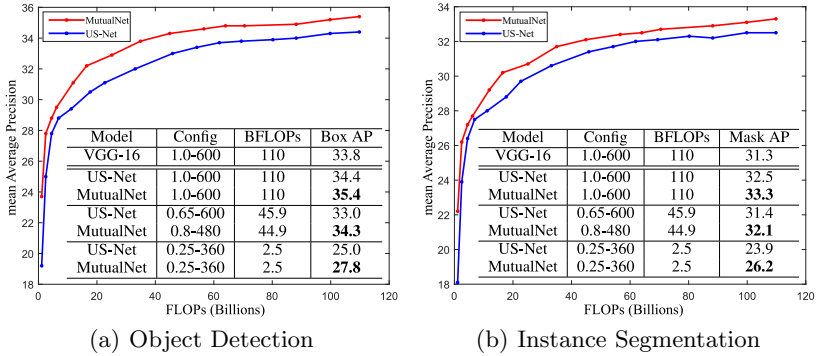 MutualNet
US-Net
mean Average Precision
36
34
32
30
28
26
24
22
20
18
Model Config BFLOPs Box AP
VGG-16 1.0-600 110 33.8
US-Net 1.0-600 110 34.4
MutualNet 1.0-600 110 35.4
US-Net 0.65-600 45.9 33.0
MutualNet 0.8-480 44.9 34.3
US-Net 0.25-360 2.5 25.0
MutualNet 0.25-360 2.5 27.8
0 20 40 60 80 100 120
FLOPs (Billions)
(a) Object Detection
MutualNet
US-Net
mean Average Precision
34
32
30
28
26
24
22
20
18
Model Config BFLOPs Mask AP
VGG-16 1.0-600 110 31.3
US-Net 1.0-600 110 32.5
MutualNet 1.0-600 110 33.3
US-Net 0.65-600 45.9 31.4
MutualNet 0.8-480 44.9 32.1
US-Net 0.25-360 2.5 23.9
MutualNet 0.25-360 2.5 26.2
0 20 40 60 80 100 120
FLOPs (Billions)
(b) Instance Segmentation